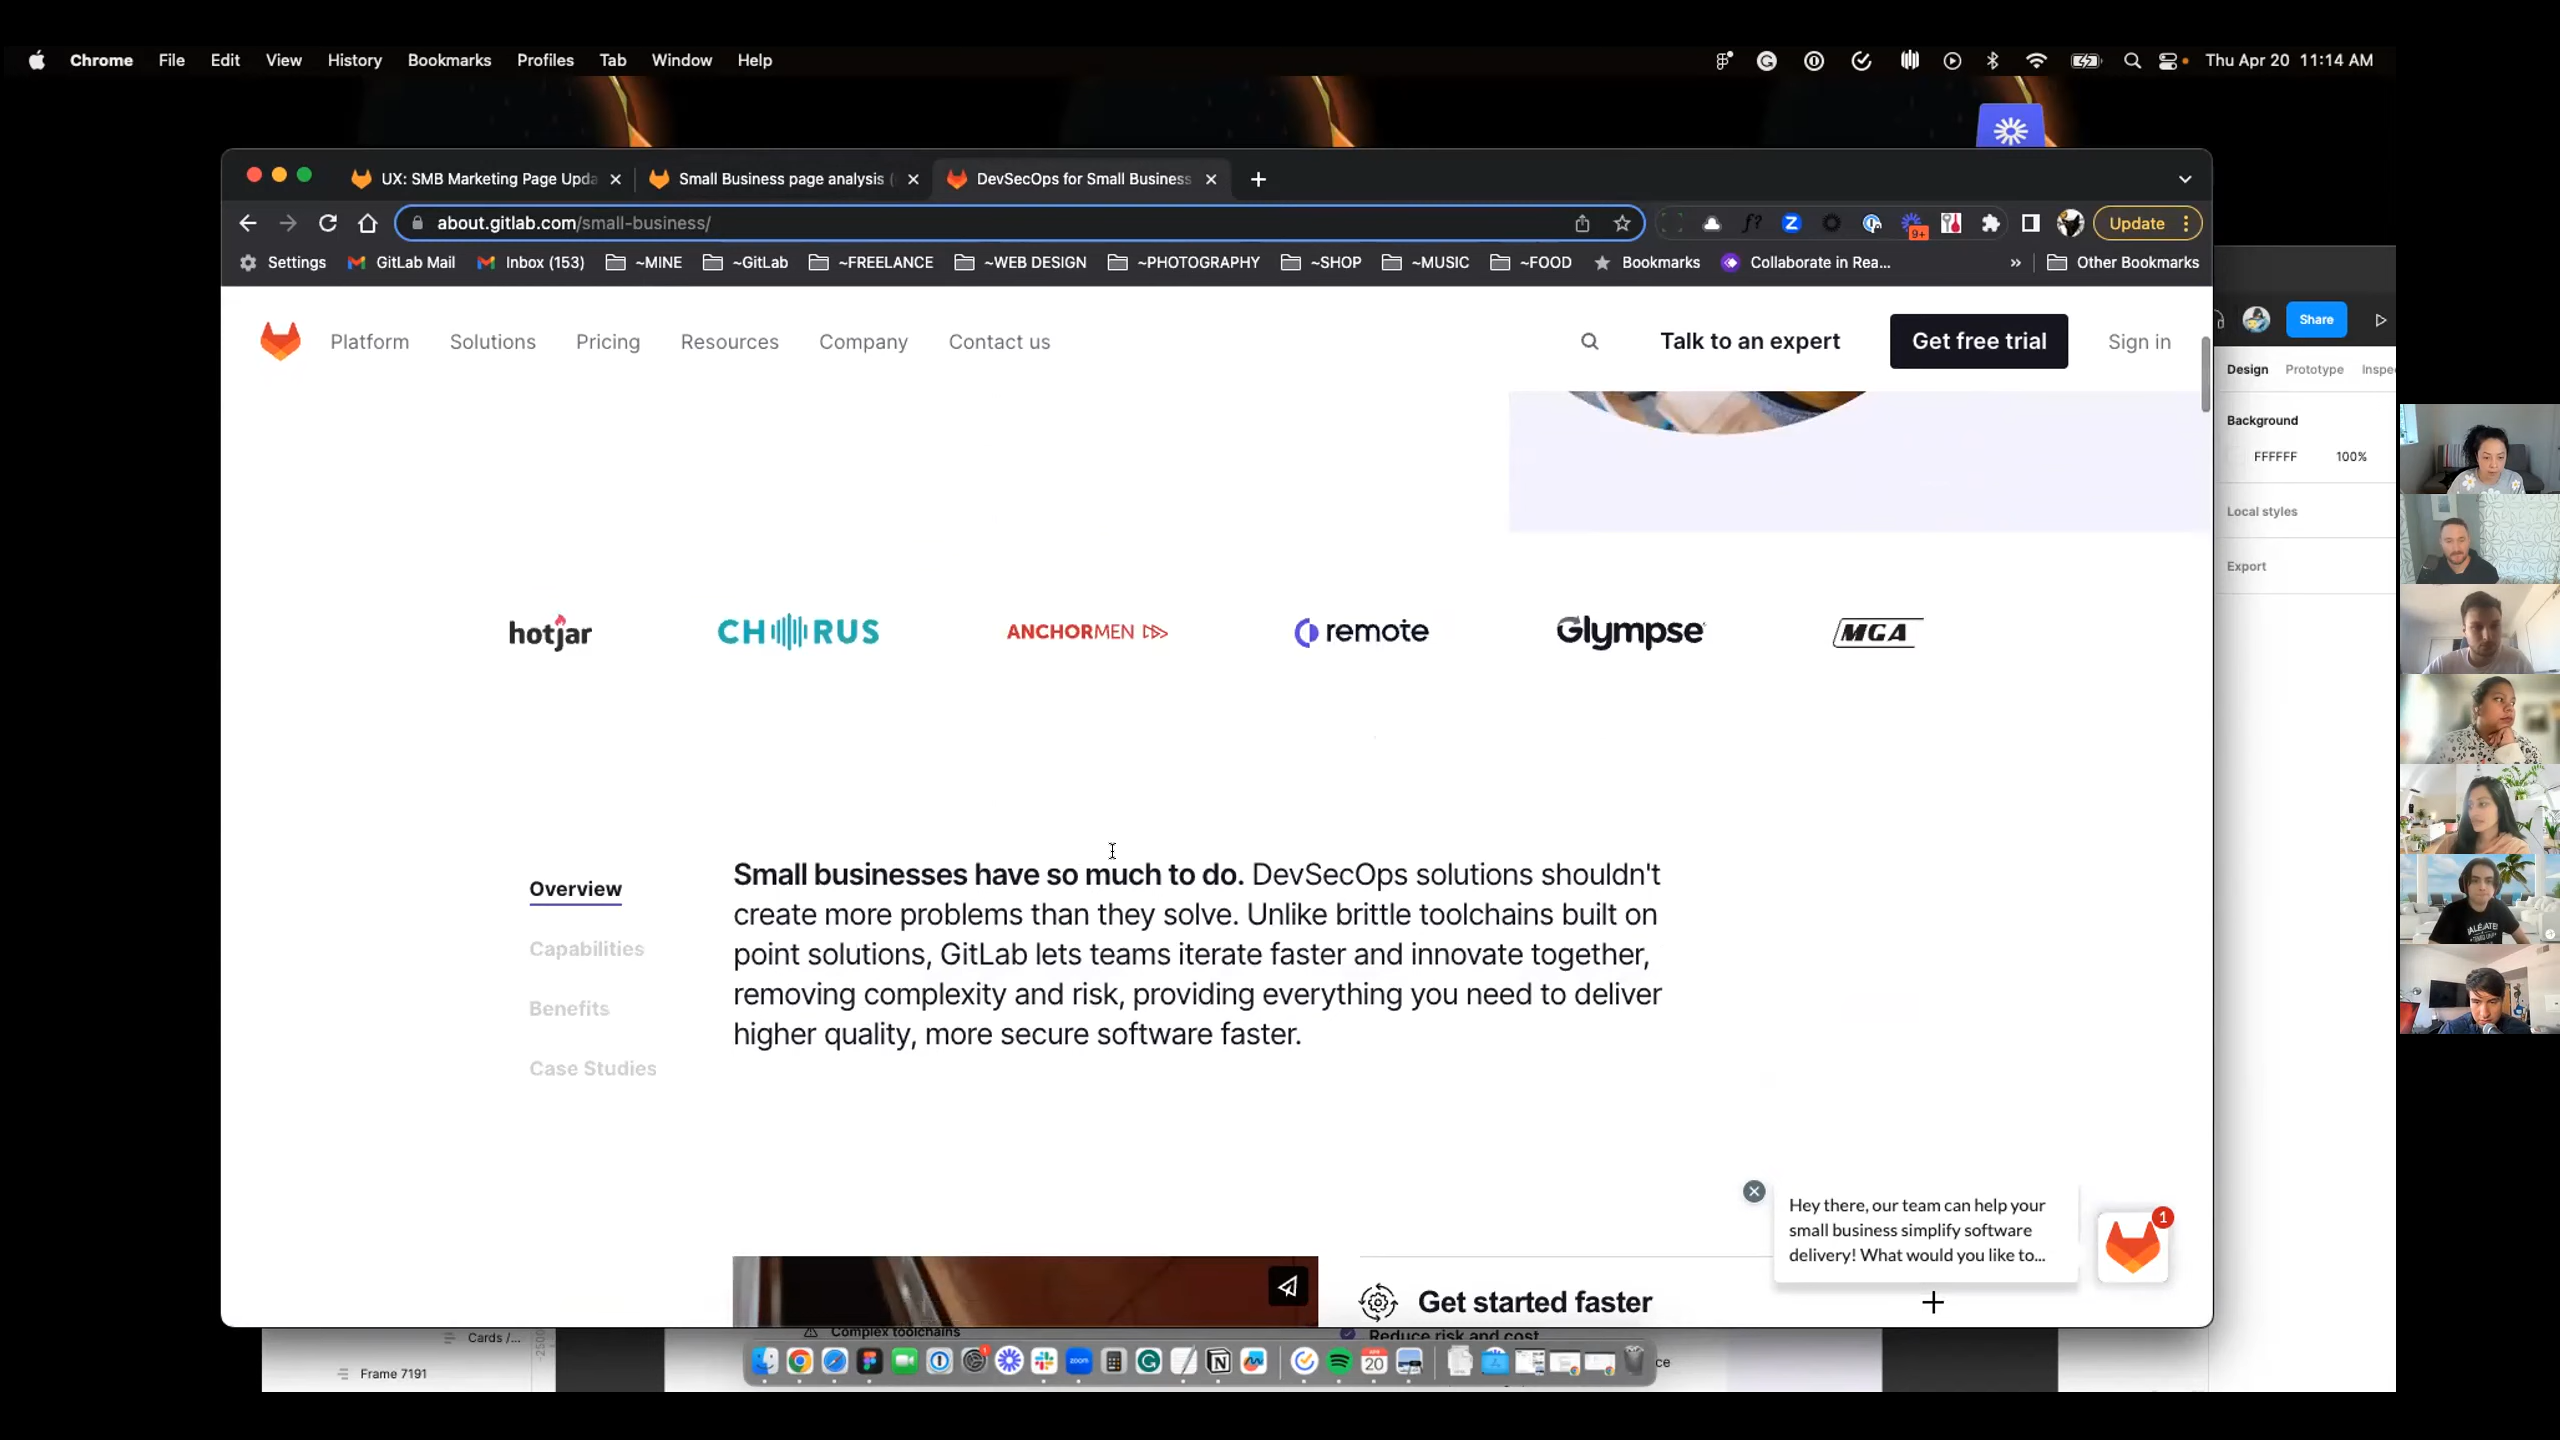 Chrome File Edit View History Bookmarks Profiles Tab Window Help Thu Apr 20 11:14 AM
UX: SMB Marketing Page Upda Small Business page analysis ( DevSecOps for Small Business
about.gitlab.com/small-business/ 9+ Update
Settings GitLab Mail Inbox (153) ~MINE ~GitLab ~FREELANCE ~WEB DESIGN ~PHOTOGRAPHY ~SHOP ~MUSIC ~FOOD Bookmarks Collaborate in Rea... » Other Bookmarks
Platform Solutions Pricing Resources Company Contact us Talk to an expert Get free trial Sign in
Share
Design Prototype Inspe
Background
FFFFFF 100%
Local styles
Export
hotjar CHORUS ANCHORMEN remote Glympse MGA
Overview
Capabilities
Benefits
Case Studies
Small businesses have so much to do. DevSecOps solutions shouldn't
create more problems than they solve. Unlike brittle toolchains built on
point solutions, GitLab lets teams iterate faster and innovate together,
removing complexity and risk, providing everything you need to deliver
higher quality, more secure software faster.
Hey there, our team can help your
small business simplify software
delivery! What would you like to...
1
Get started faster
Cards /...
-2500
Complex toolchains
Reduce risk and cost
Frame 7191
20
ce